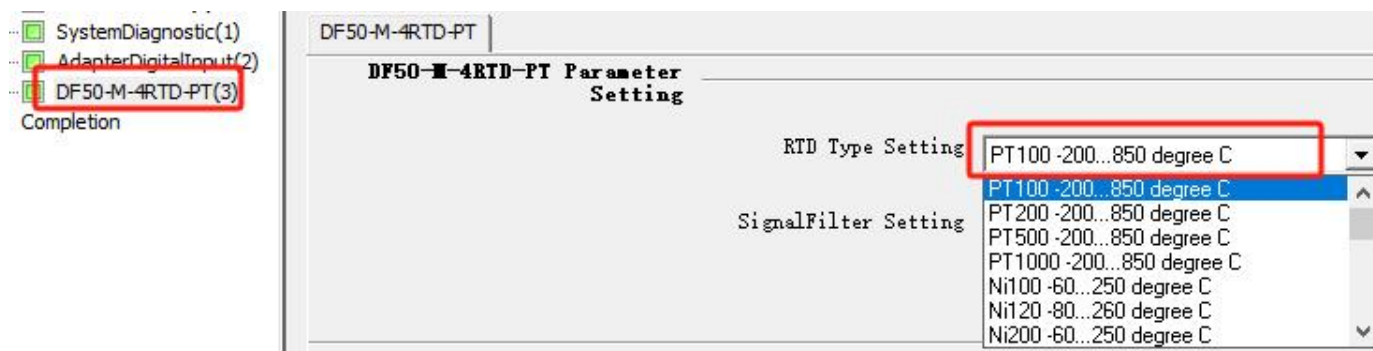 SystemDiagnostic(1)
AdapterDigitalInput(2)
DF50-M-4RTD-PT(3)
Completion
DF50-M-4RTD-PT
DF50-M-4RTD-PT Parameter
Setting
RTD Type Setting
PT100 -200...850 degree C
PT100 -200...850 degree C
PT200 -200...850 degree C
PT500 -200...850 degree C
PT1000 -200...850 degree C
Ni100 -60...250 degree C
Ni120 -80...260 degree C
Ni200 -60...250 degree C
SignalFilter Setting